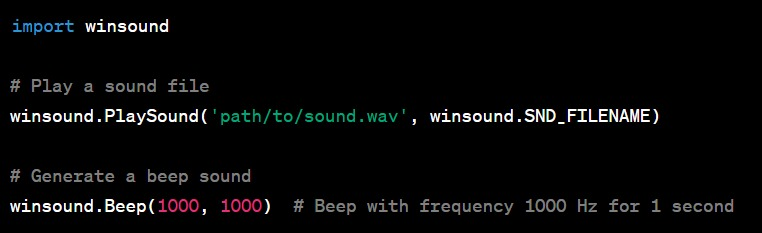 import winsound
# Play a sound file
winsound.PlaySound('path/to/sound.wav', winsound.SND_FILENAME)
# Generate a beep sound
winsound.Beep(1000, 1000)  # Beep with frequency 1000 Hz for 1 second